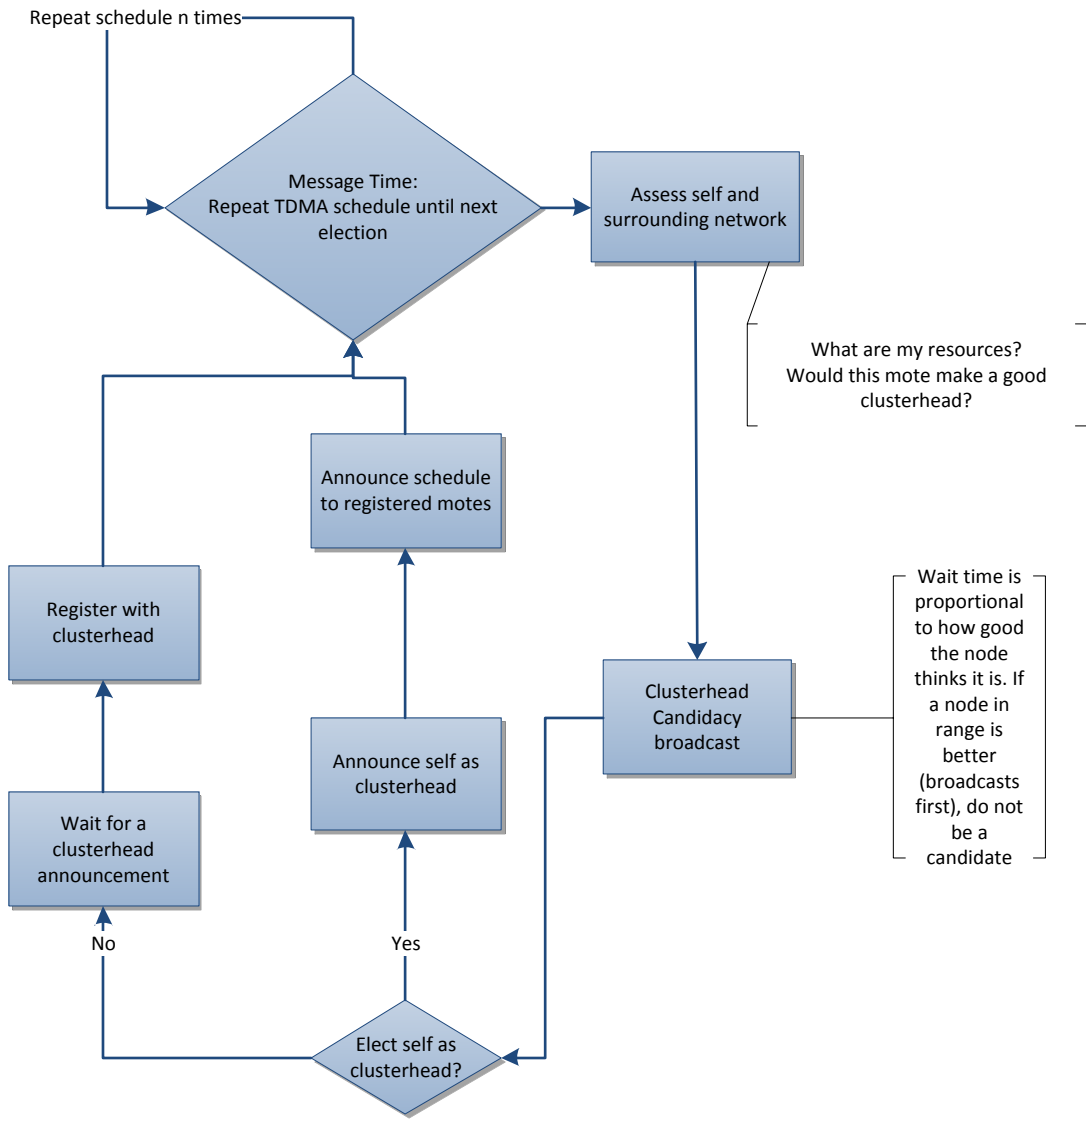 Repeat schedule n times
Message Time:
Repeat TDMA schedule until next
election
Assess self and
surrounding network
What are my resources?
Would this mote make a good
clusterhead?
Announce schedule
to registered motes
Register with
clusterhead
Wait time is
proportional
to how good
the node
thinks it is. If
a node in
range is
better
(broadcasts
first), do not
be a
candidate
Clusterhead
Candidacy
broadcast
Announce self as
clusterhead
Wait for a
clusterhead
announcement
No
Yes
Elect self as
clusterhead?